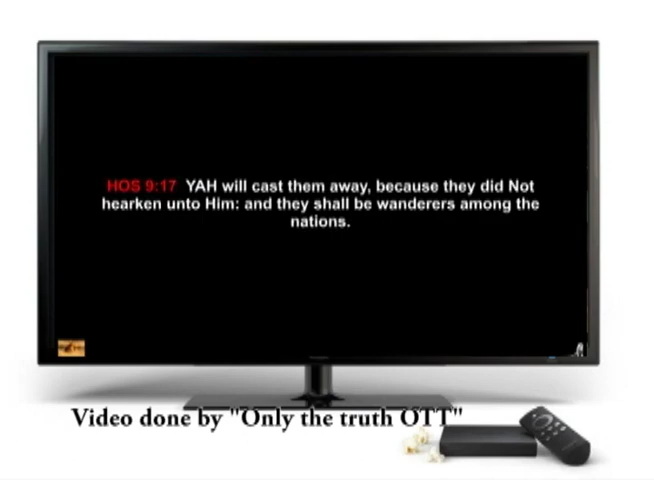 HOS 9:17 YAH will cast them away, because they did Not
hearken unto Him: and they shall be wanderers among the
nations.
Video done by "Only the truth OTT"